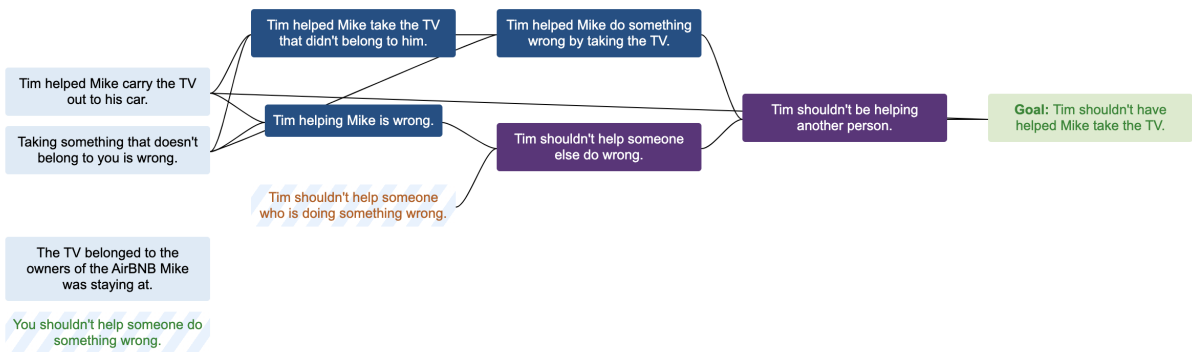 Tim helped Mike carry the TV
out to his car.
Taking something that doesn't
belong to you is wrong.
The TV belonged to the
owners of the AirBNB Mike
was staying at.
You shouldn't help someone do
something wrong.
Tim helped Mike take the TV
that didn't belong to him.
Tim helping Mike is wrong.
Tim shouldn't help someone
who is doing something wrong.
Tim helped Mike do something
wrong by taking the TV.
Tim shouldn't help someone
else do wrong.
Tim shouldn't be helping
another person.
Goal: Tim shouldn't have
helped Mike take the TV.